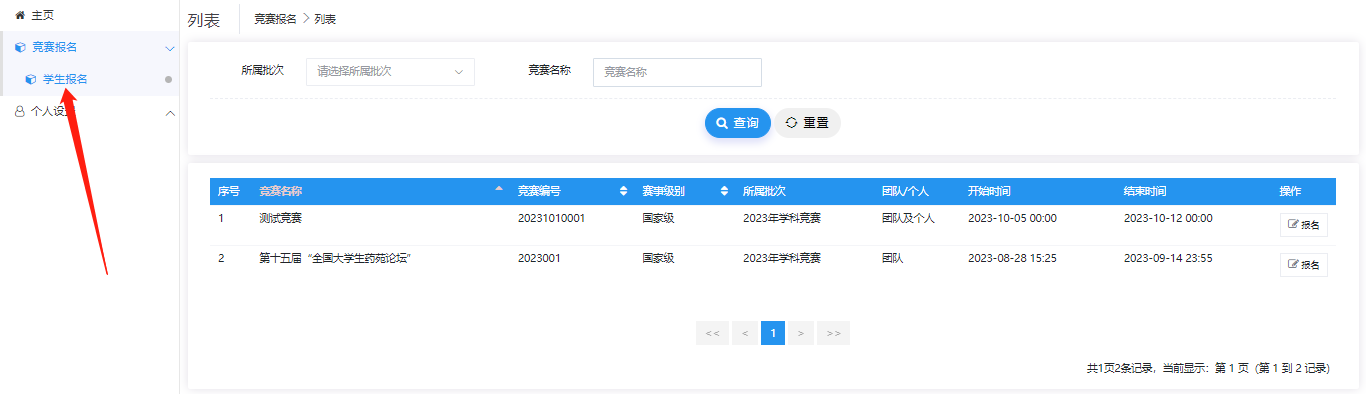 主页
竞赛报名
学生报名
个人设
列表 竞赛报名 列表
所属批次 请选择所属批次 竞赛名称 竞赛名称
查询 重置
序号 竞赛名称 竞赛编号 赛事级别 所属批次 团队/个人 开始时间 结束时间 操作
1 测试竞赛 20231010001 国家级 2023年学科竞赛 团队及个人 2023-10-05 00:00 2023-10-12 00:00 报名
2 第十五届“全国大学生药苑论坛” 2023001 国家级 2023年学科竞赛 团队 2023-08-28 15:25 2023-09-14 23:55 报名
<< < 1 > >>
共1页2条记录，当前显示：第 1 页（第 1 到 2 记录）